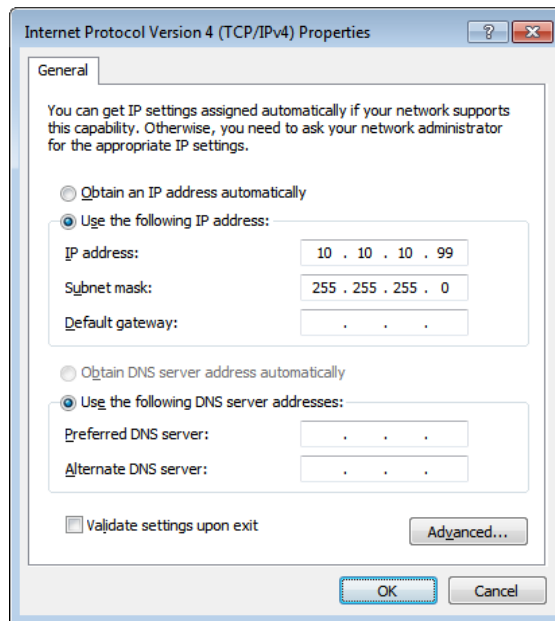 Internet Protocol Version 4 (TCP/IPv4) Properties
General
You can get IP settings assigned automatically if your network supports
this capability. Otherwise, you need to ask your network administrator
for the appropriate IP settings.
Obtain an IP address automatically
Use the following IP address:
IP address: 10 . 10 . 10 . 99
Subnet mask: 255 . 255 . 255 . 0
Default gateway: . . .
Obtain DNS server address automatically
Use the following DNS server addresses:
Preferred DNS server: . . .
Alternate DNS server: . . .
Validate settings upon exit
Advanced...
OK Cancel